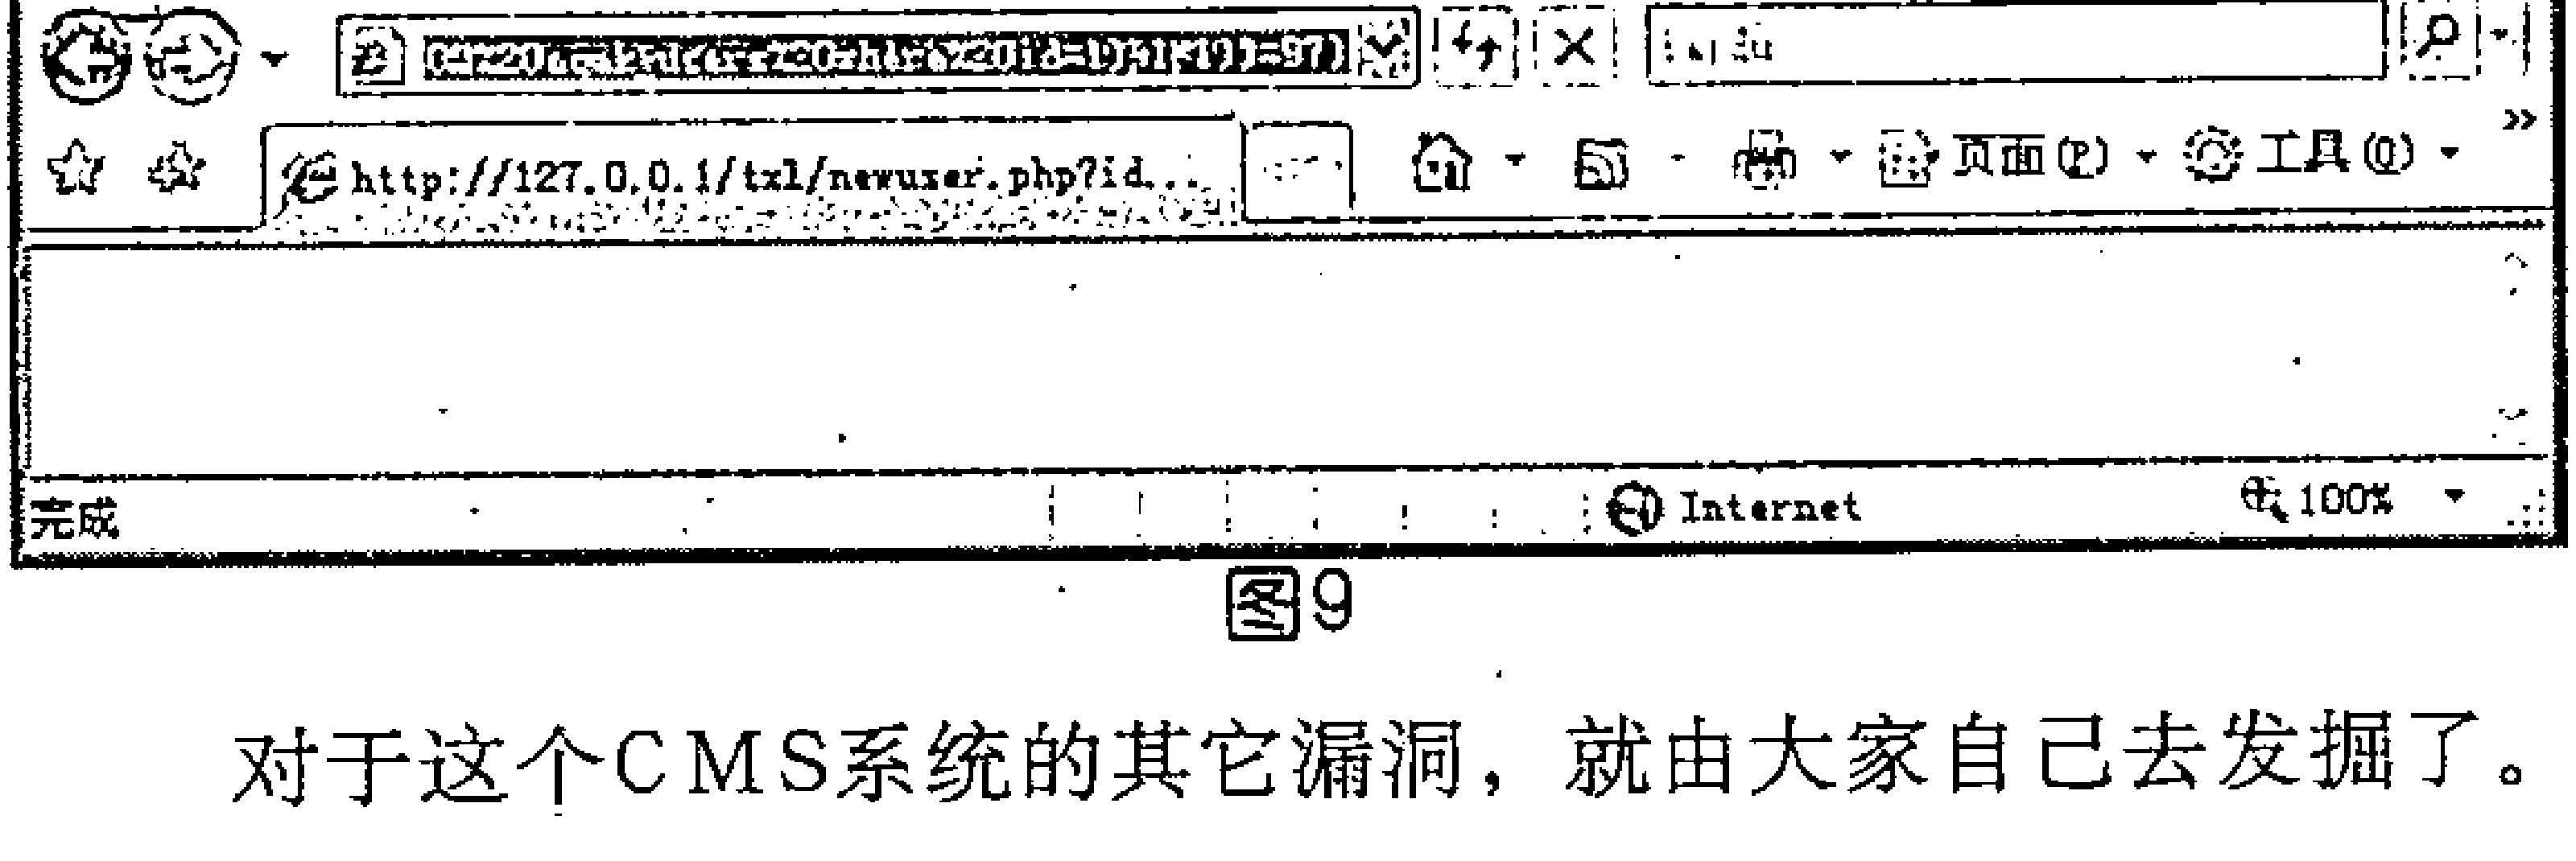 http://127.0.0.1/txl/newuser.php?id...
页面(P)
工具(O)
完成
Internet
100%
图9
对于这个CMS系统的其它漏洞，就由大家自己去发掘了。